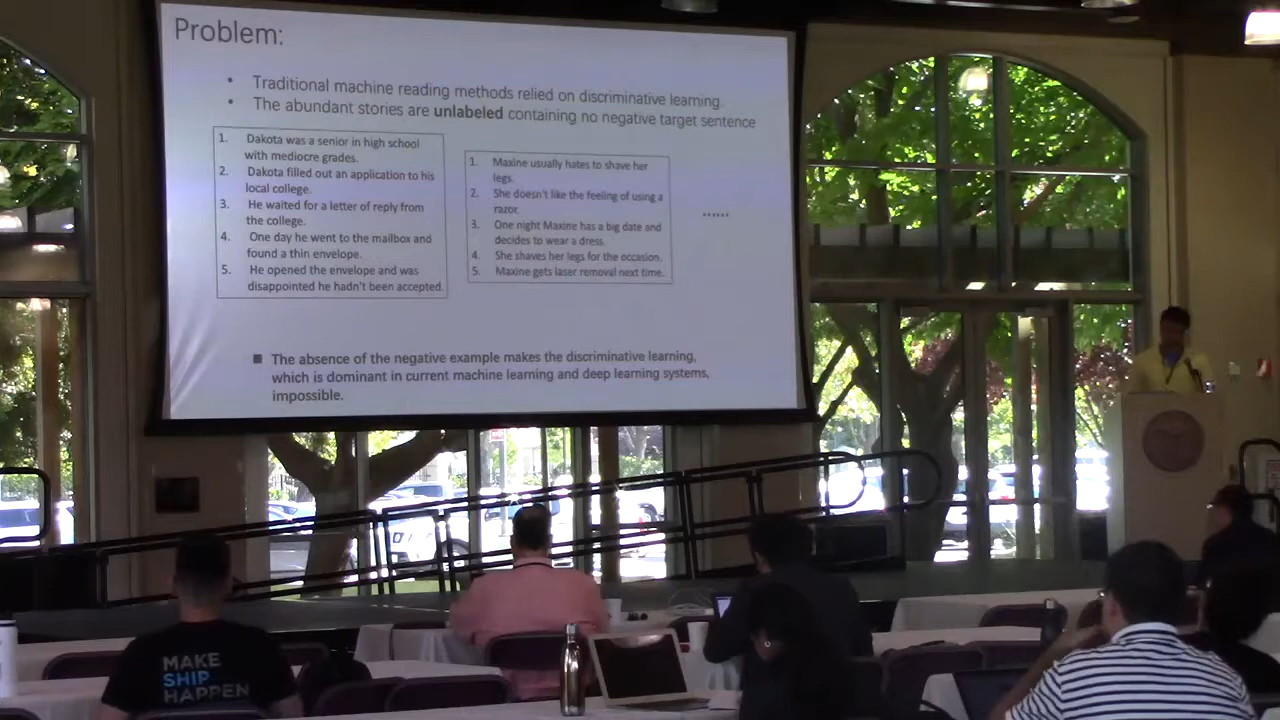 Problem:
• Traditional machine reading methods relied on discriminative learning.
• The abundant stories are unlabeled containing no negative target sentence
1. Dakota was a senior in high school
with mediocre grades.
2. Dakota filled out an application to his
local college.
3. He waited for a letter of reply from
the college.
4. One day he went to the mailbox and
found a thin envelope.
5. He opened the envelope and was
disappointed he hadn't been accepted.
1. Maxine usually hates to shave her
legs.
2. She doesn't like the feeling of using a
razor.
3. One night Maxine has a big date and
decides to wear a dress.
4. She shaves her legs for the occasion.
5. Maxine gets laser removal next time.
......
■ The absence of the negative example makes the discriminative learning,
which is dominant in current machine learning and deep learning systems,
impossible.
MAKE
SHIP
HAPPEN